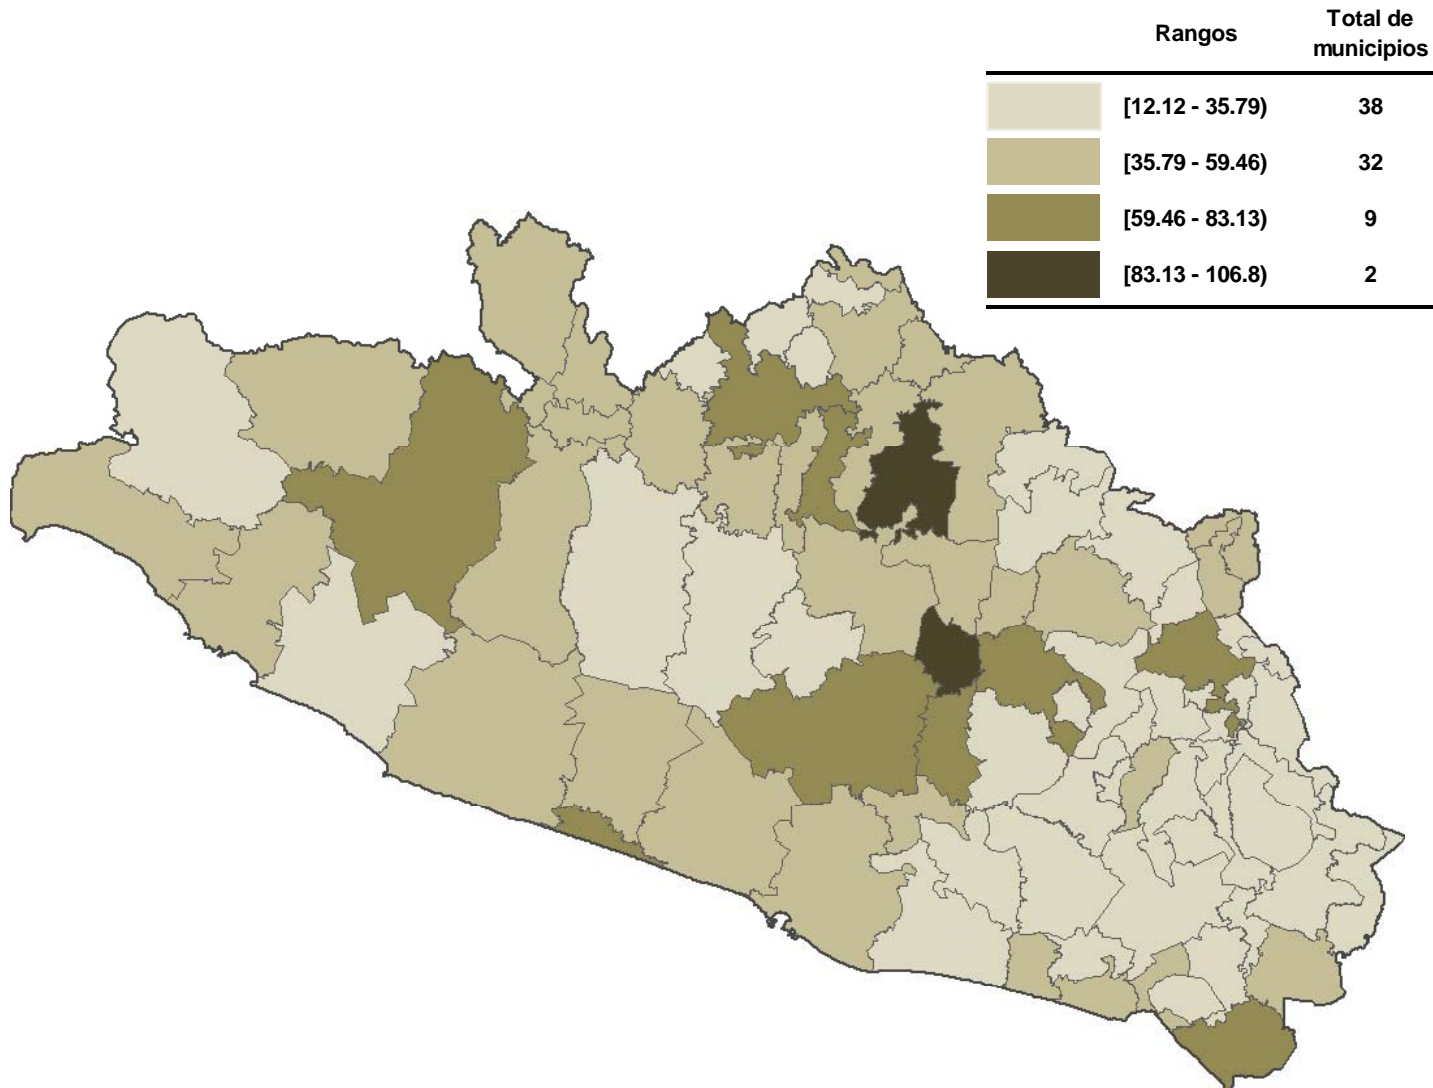 Rangos Total de
municipios
[12.12 - 35.79) 38
[35.79 - 59.46) 32
[59.46 - 83.13) 9
[83.13 - 106.8) 2